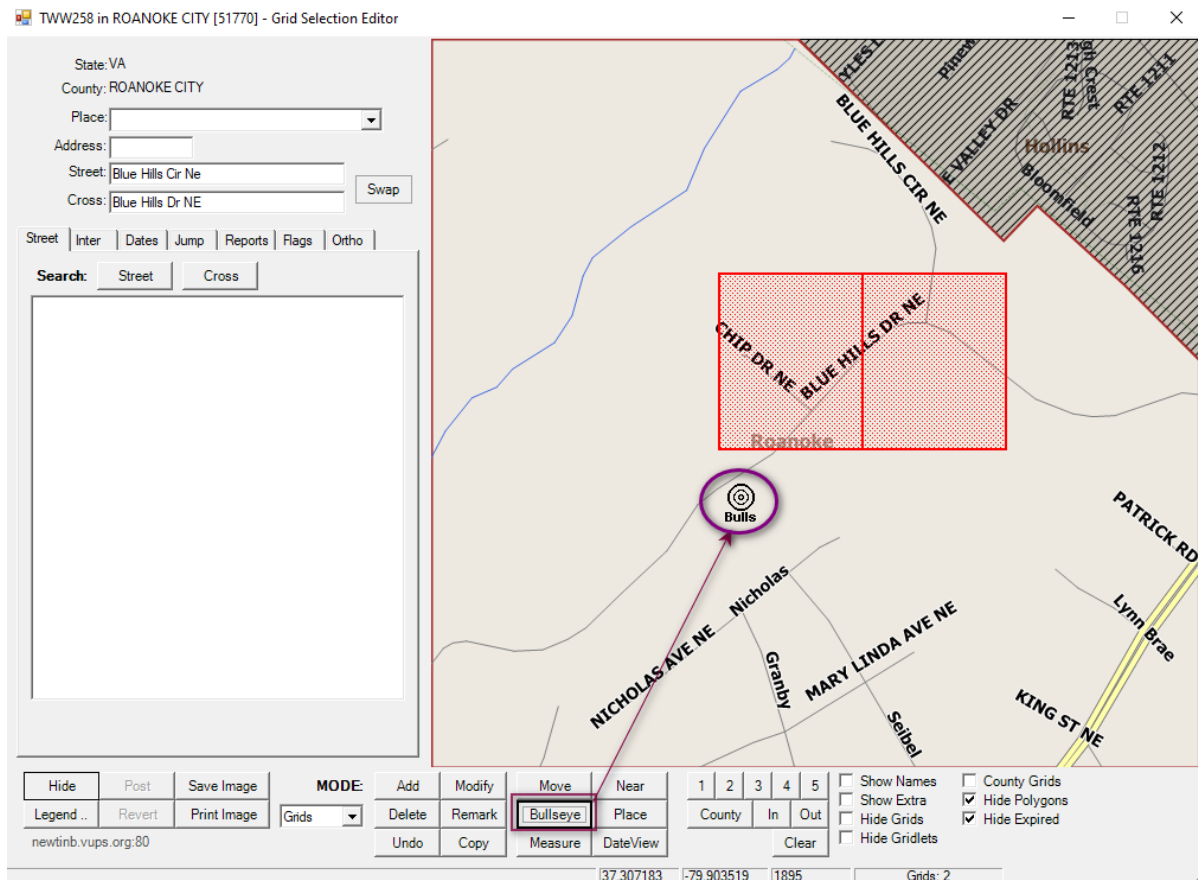 TWW258 in ROANOKE CITY [51770] - Grid Selection Editor
State: VA
County: ROANOKE CITY
Place:
Address:
Street: Blue Hills Cir Ne
Cross: Blue Hills Dr NE
Swap
Street Inter Dates Jump Reports Flags Ortho
Search: Street Cross
YLES
Pinew
RTE 1213
gh Crest
RTE 1211
BLUE HILLS CIR NE
E VALLEY DR
Hollins
Bloomfield
RTE 1212
RTE 1216
CHIP DR NE
BLUE HILLS DR NE
Roanoke
Bulls
PATRICK RD
Nicholas
Lynn Brae
NICHOLAS AVE NE
Granby
MARY LINDA AVE NE
Seibel
KING ST NE
Hide Post Save Image MODE: Add Modify Move Near 1 2 3 4 5 Show Names County Grids
Show Extra Hide Polygons
Legend .. Revert Print Image Grids Delete Remark Bullseye Place County In Out Hide Grids Hide Expired
newtinb.vups.org:80 Undo Copy Measure DateView Clear Hide Gridlets
37.307183 -79.903519 1895 Grids: 2